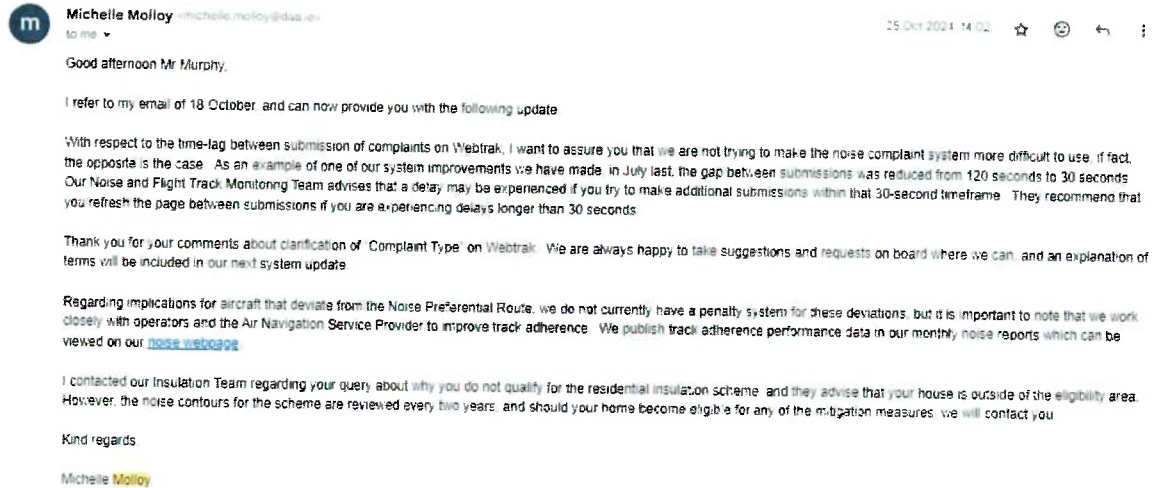 m
Michelle Molloy <michelle.molloy@daa.ie>
to me
25 Oct 2024, 14:02
Good afternoon Mr Murphy,
I refer to my email of 18 October, and can now provide you with the following update.
With respect to the time-lag between submission of complaints on Webtrak, I want to assure you that we are not trying to make the noise complaint system more difficult to use, if fact,
the opposite is the case. As an example of one of our system improvements we have made, in July last, the gap between submissions was reduced from 120 seconds to 30 seconds.
Our Noise and Flight Track Monitoring Team advises that a delay may be experienced if you try to make additional submissions within that 30-second timeframe. They recommend that
you refresh the page between submissions if you are experiencing delays longer than 30 seconds.
Thank you for your comments about clarification of 'Complaint Type' on Webtrak. We are always happy to take suggestions and requests on board where we can, and an explanation of
terms will be included in our next system update.
Regarding implications for aircraft that deviate from the Noise Preferential Route, we do not currently have a penalty system for these deviations, but it is important to note that we work
closely with operators and the Air Navigation Service Provider to improve track adherence. We publish track adherence performance data in our monthly noise reports which can be
viewed on our noise webpage.
I contacted our Insulation Team regarding your query about why you do not qualify for the residential insulation scheme, and they advise that your house is outside of the eligibility area.
However, the noise contours for the scheme are reviewed every two years, and should your home become eligible for any of the mitigation measures, we will contact you.
Kind regards
Michelle Molloy